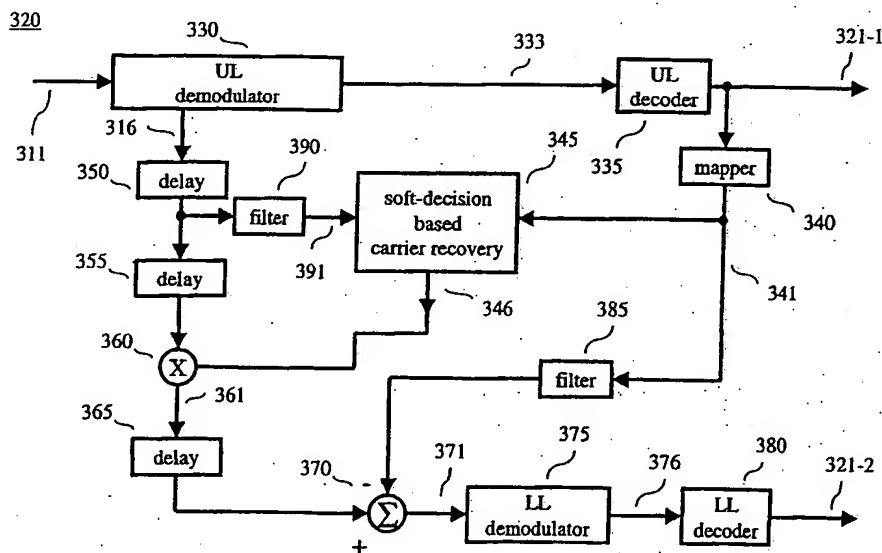 320
330
333
321-1
UL
demodulator
UL
decoder
311
316
335
350
390
345
delay
filter
391
soft-decision
based
carrier recovery
mapper
340
355
delay
346
341
360
X
361
385
filter
365
delay
370
-
371
375
376
380
321-2
Σ
+
LL
demodulator
LL
decoder